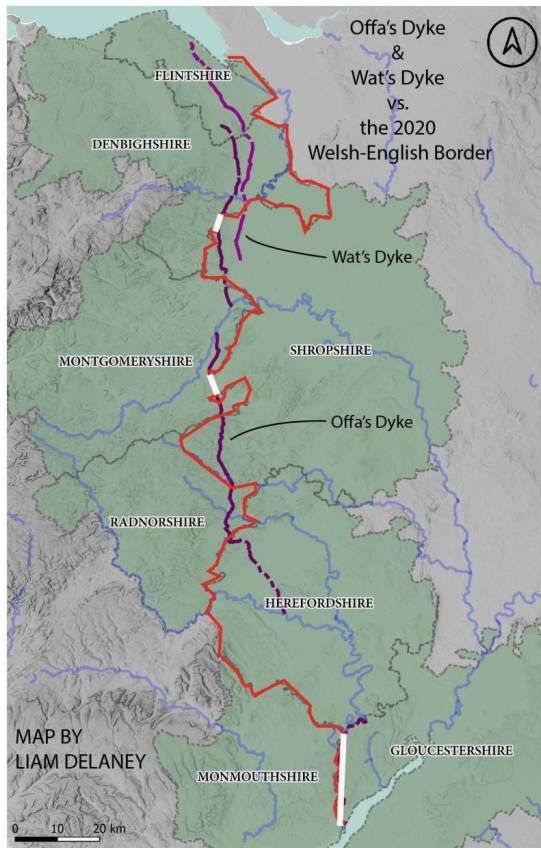 Offa's Dyke
&
Wat's Dyke
vs.
the 2020
Welsh-English Border
FLINTSHIRE
DENBIGHSHIRE
Wat's Dyke
MONTGOMERYSHIRE
SHROPSHIRE
Offa's Dyke
RADNORSHIRE
HEREFORDSHIRE
MAP BY
LIAM DELANEY
GLOUCESTERSHIRE
MONMOUTHSHIRE
0 10 20 km